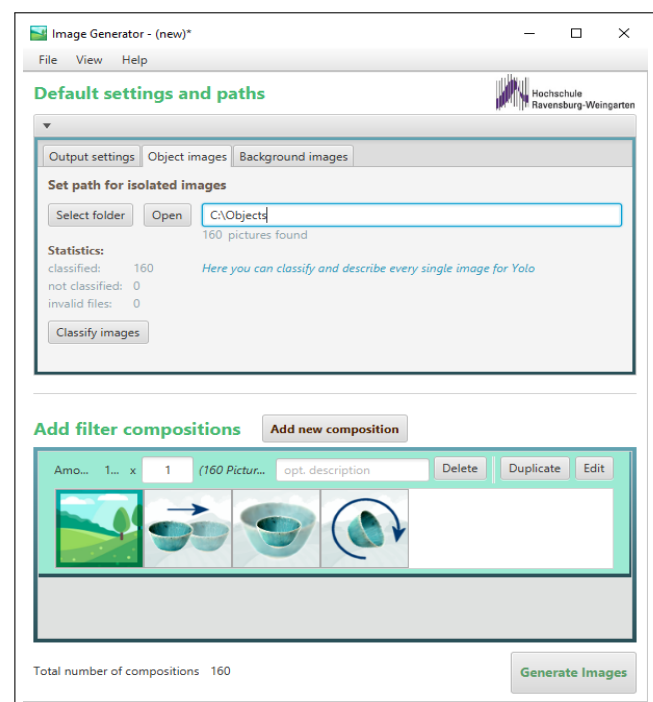 Image Generator - (new)*
File View Help
Default settings and paths
Hochschule
Ravensburg-Weingarten
Output settings Object images Background images
Set path for isolated images
Select folder Open C:\Objects
160 pictures found
Statistics:
classified: 160 Here you can classify and describe every single image for Yolo
not classified: 0
invalid files: 0
Classify images
Add filter compositions Add new composition
Amo... 1... x 1 (160 Pictur... opt. description Delete Duplicate Edit
Total number of compositions 160
Generate Images